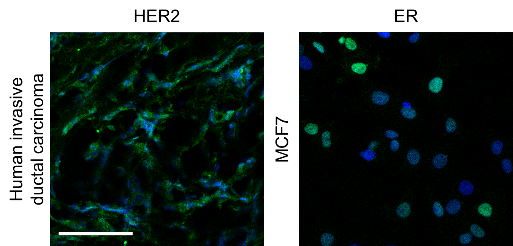 HER2
ER
Human invasive
ductal carcinoma
MCF7